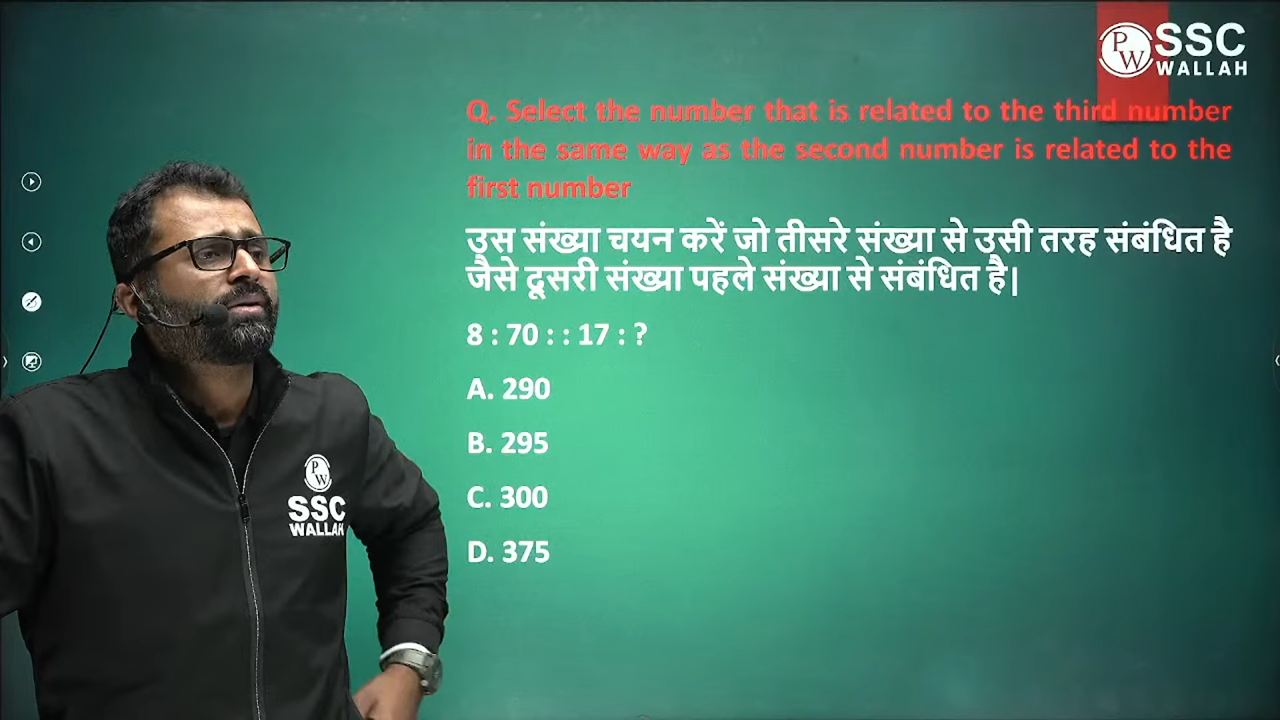 PW SSC
WALLAH
Q. Select the number that is related to the third number
in the same way as the second number is related to the
first number
उस संख्या चयन करें जो तीसरे संख्या से उसी तरह संबंधित है
जैसे दूसरी संख्या पहले संख्या से संबंधित है|
8 : 70 : : 17 : ?
A. 290
B. 295
C. 300
D. 375
PW
SSC
WALLAH